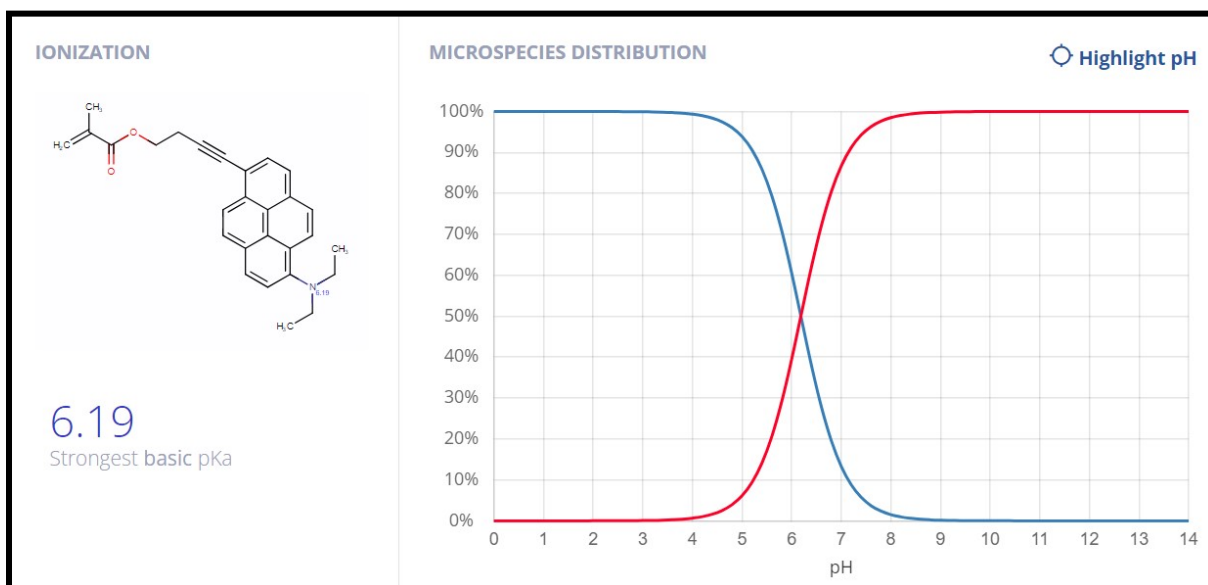 IONIZATION
MICROSPECIES DISTRIBUTION
Highlight pH
CH₃
H₂C
O
O
CH₃
N
6.19
H₃C
6.19
Strongest basic pKa
100%
90%
80%
70%
60%
50%
40%
30%
20%
10%
0%
0 1 2 3 4 5 6 7 8 9 10 11 12 13 14
pH